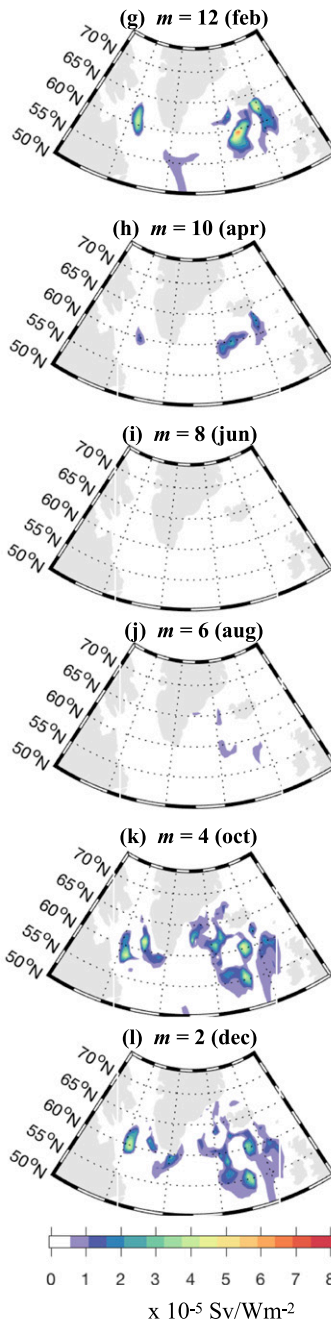 (g) m = 12 (feb)
70°N
65°N
60°N
55°N
50°N
(h) m = 10 (apr)
70°N
65°N
60°N
55°N
50°N
(i) m = 8 (jun)
70°N
65°N
60°N
55°N
50°N
(j) m = 6 (aug)
70°N
65°N
60°N
55°N
50°N
(k) m = 4 (oct)
70°N
65°N
60°N
55°N
50°N
(l) m = 2 (dec)
70°N
65°N
60°N
55°N
50°N
0 1 2 3 4 5 6 7 8
x 10⁻⁵ Sv/Wm⁻²